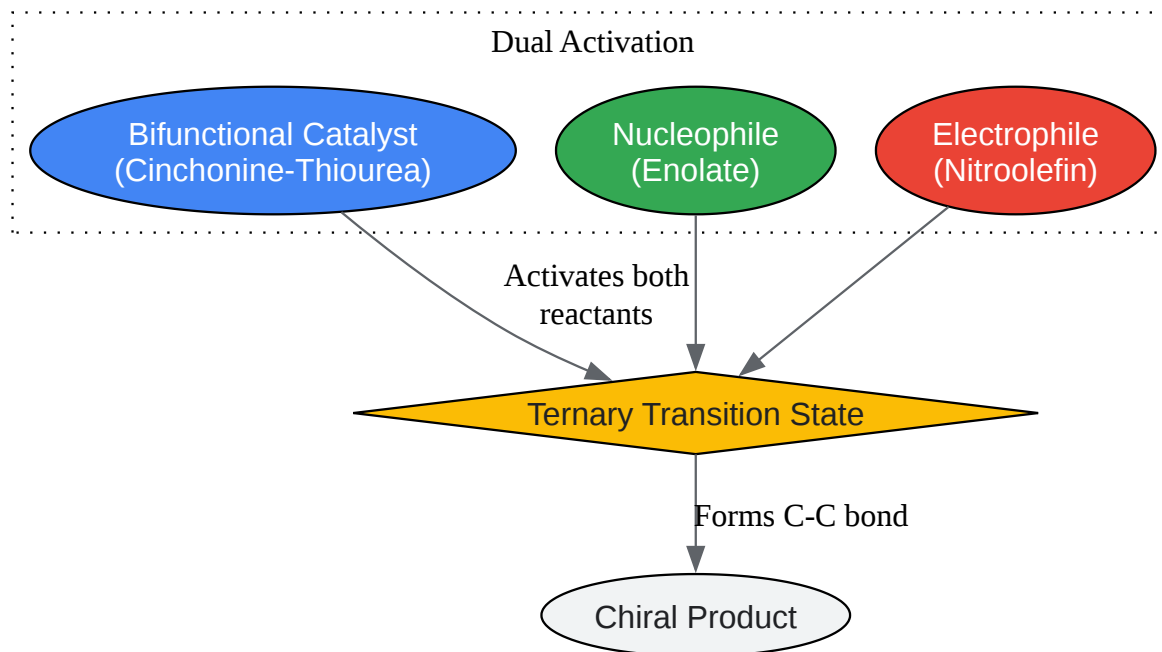 Dual Activation
Bifunctional Catalyst
(Cinchonine-Thiourea)
Nucleophile
(Enolate)
Electrophile
(Nitroolefin)
Activates both
reactants
Ternary Transition State
Forms C-C bond
Chiral Product